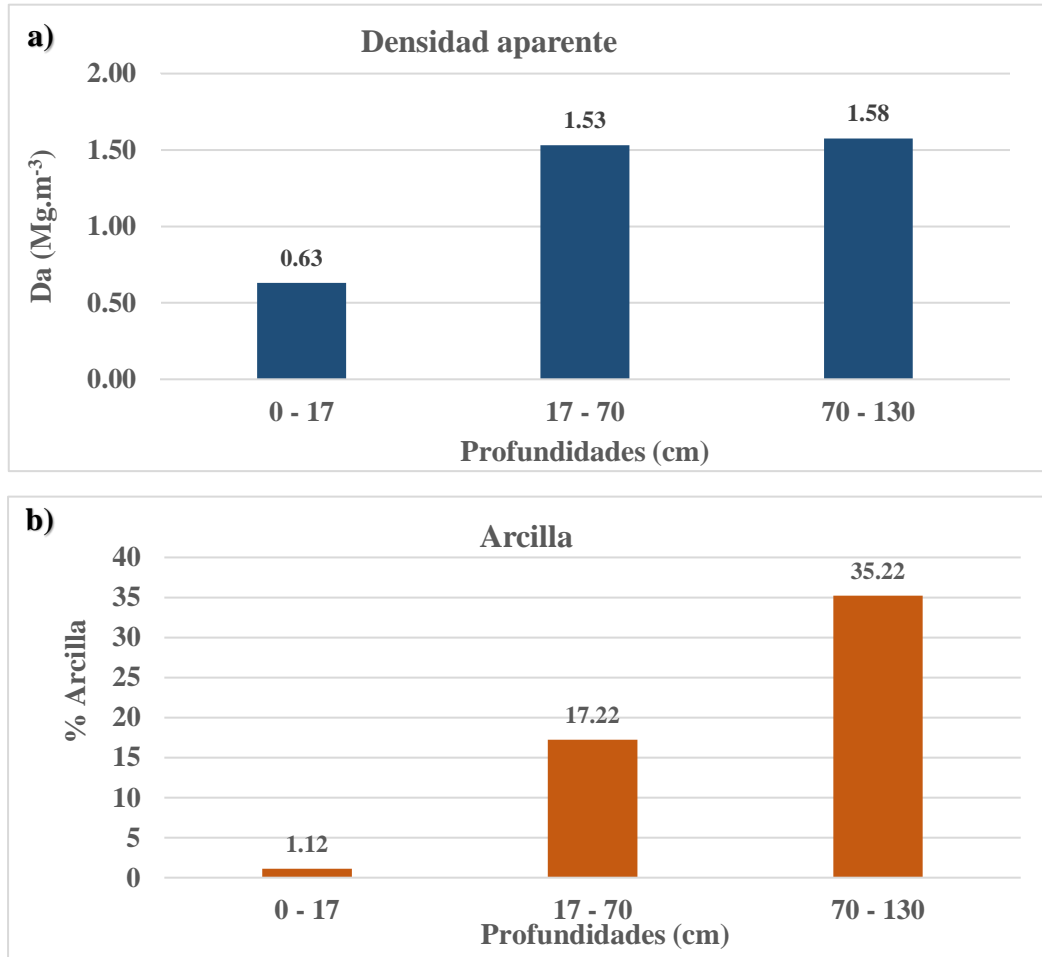 a)
Densidad aparente
Da (Mg.m-3)
2.00
1.50
1.00
0.50
0.00
0.63
1.53
1.58
0 - 17
17 - 70
70 - 130
Profundidades (cm)
b)
Arcilla
% Arcilla
40
35
30
25
20
15
10
5
0
1.12
17.22
35.22
0 - 17
17 - 70
70 - 130
Profundidades (cm)